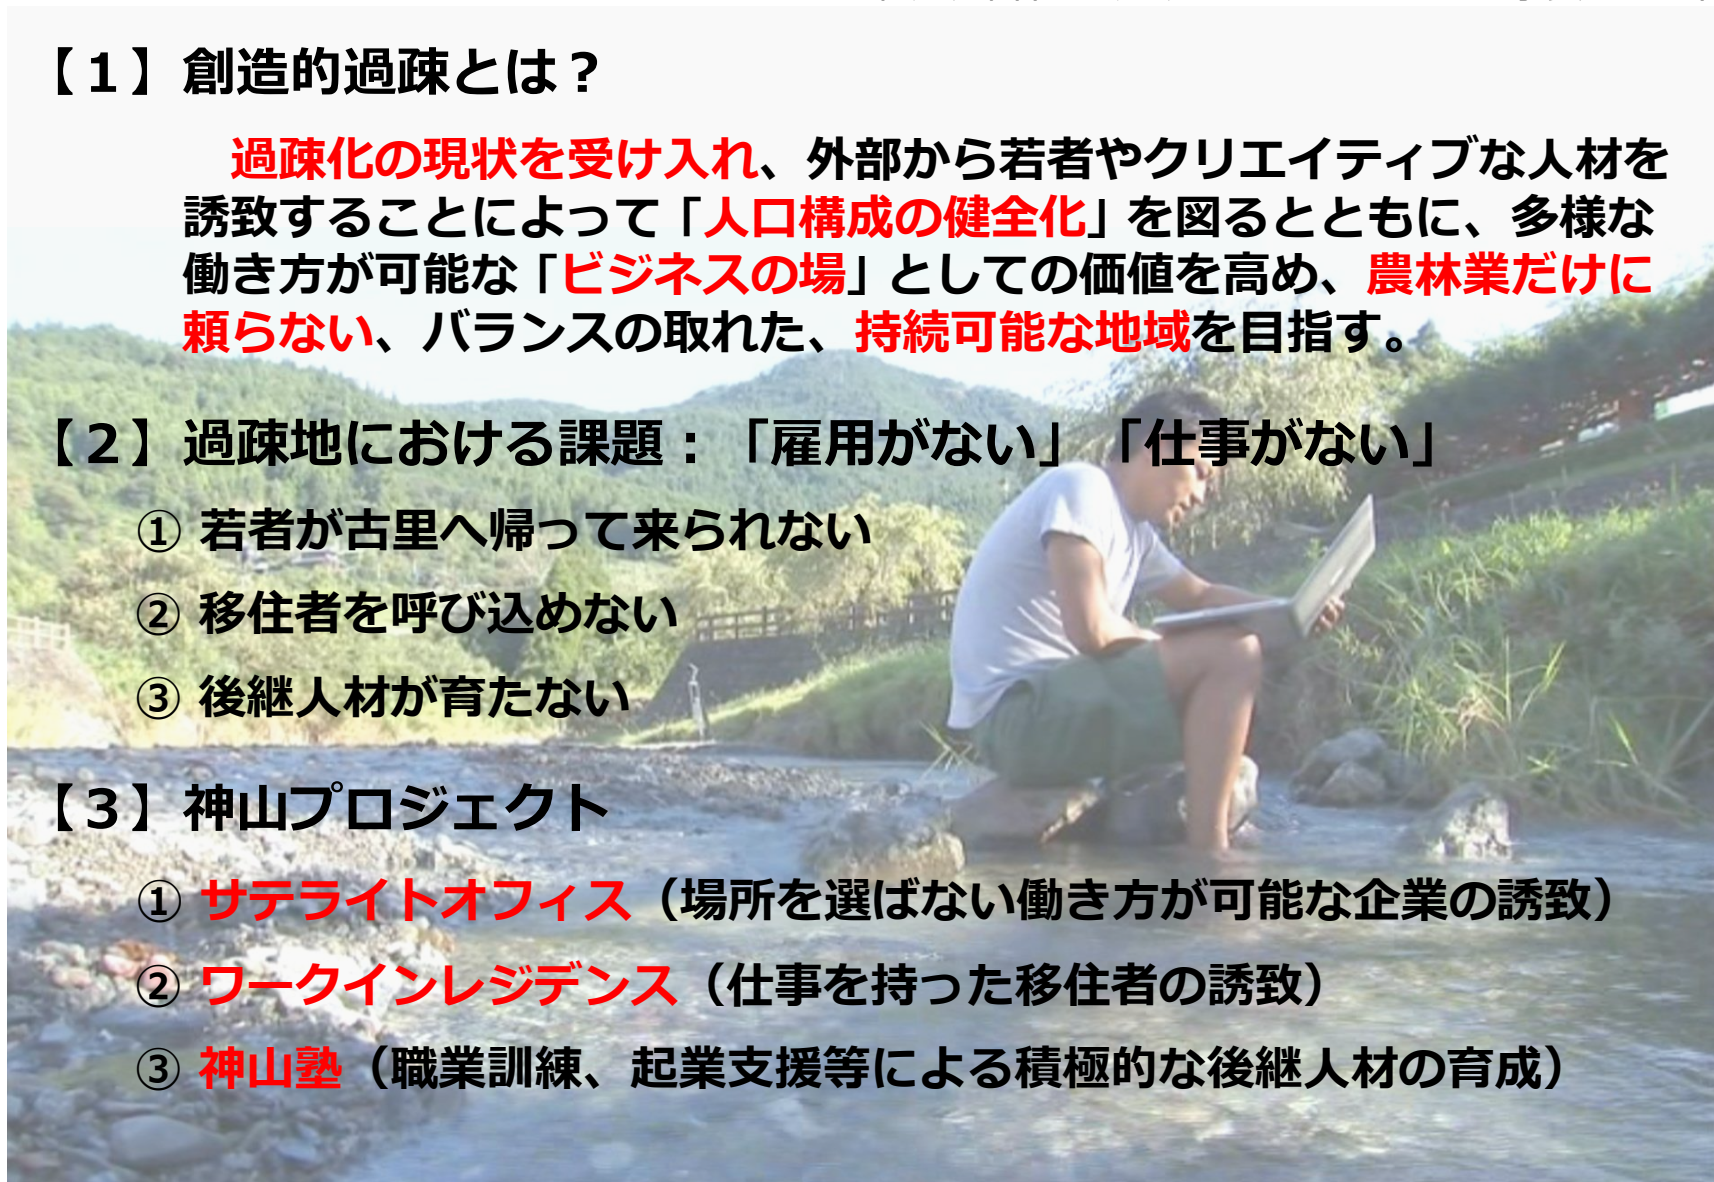 【１】創造的過疎とは？
過疎化の現状を受け入れ、外部から若者やクリエイティブな人材を
誘致することによって「人口構成の健全化」を図るとともに、多様な
働き方が可能な「ビジネスの場」としての価値を高め、農林業だけに
頼らない、バランスの取れた、持続可能な地域を目指す。
【２】過疎地における課題：「雇用がない」「仕事がない」
① 若者が古里へ帰って来られない
② 移住者を呼び込めない
③ 後継人材が育たない
【３】神山プロジェクト
① サテライトオフィス（場所を選ばない働き方が可能な企業の誘致）
② ワークインレジデンス（仕事を持った移住者の誘致）
③ 神山塾（職業訓練、起業支援等による積極的な後継人材の育成）